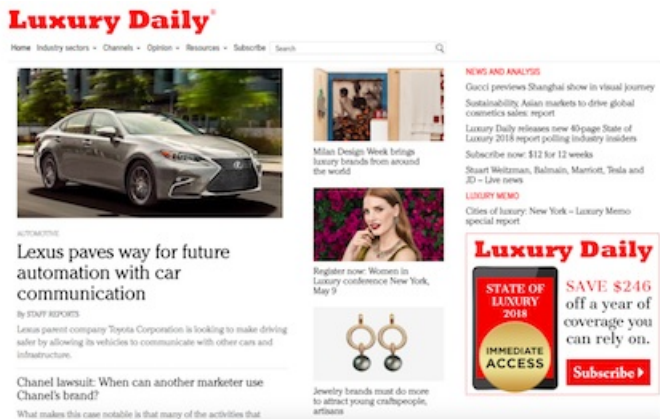 Luxury Daily®
Home Industry sectors Channels Opinion Resources Subscribe Search
AUTOMOTIVE
Lexus paves way for future
automation with car
communication
By STAFF REPORTS
Lexus parent company Toyota Corporation is looking to make driving
safer by allowing its vehicles to communicate with other cars and
infrastructure.
Chanel lawsuit: When can another marketer use
Chanel's brand?
What makes this case notable is that many of the activities that
Milan Design Week brings
luxury brands from around
the world
Register now: Women in
Luxury conference New York,
May 9
Jewelry brands must do more
to attract young craftspeople,
artisans
NEWS AND ANALYSIS
Gucci previews Shanghai show in visual journey
Sustainability, Asian markets to drive global
cosmetics sales: report
Luxury Daily releases new 40-page State of
Luxury 2018 report polling industry insiders
Subscribe now: $12 for 12 weeks
Stuart Weitzman, Balmain, Marriott, Tesla and
JD – Live news
LUXURY MEMO
Cities of luxury: New York – Luxury Memo
special report
Luxury Daily
STATE OF
LUXURY
2018
IMMEDIATE
ACCESS
SAVE $246
off a year of
coverage you
can rely on.
Subscribe